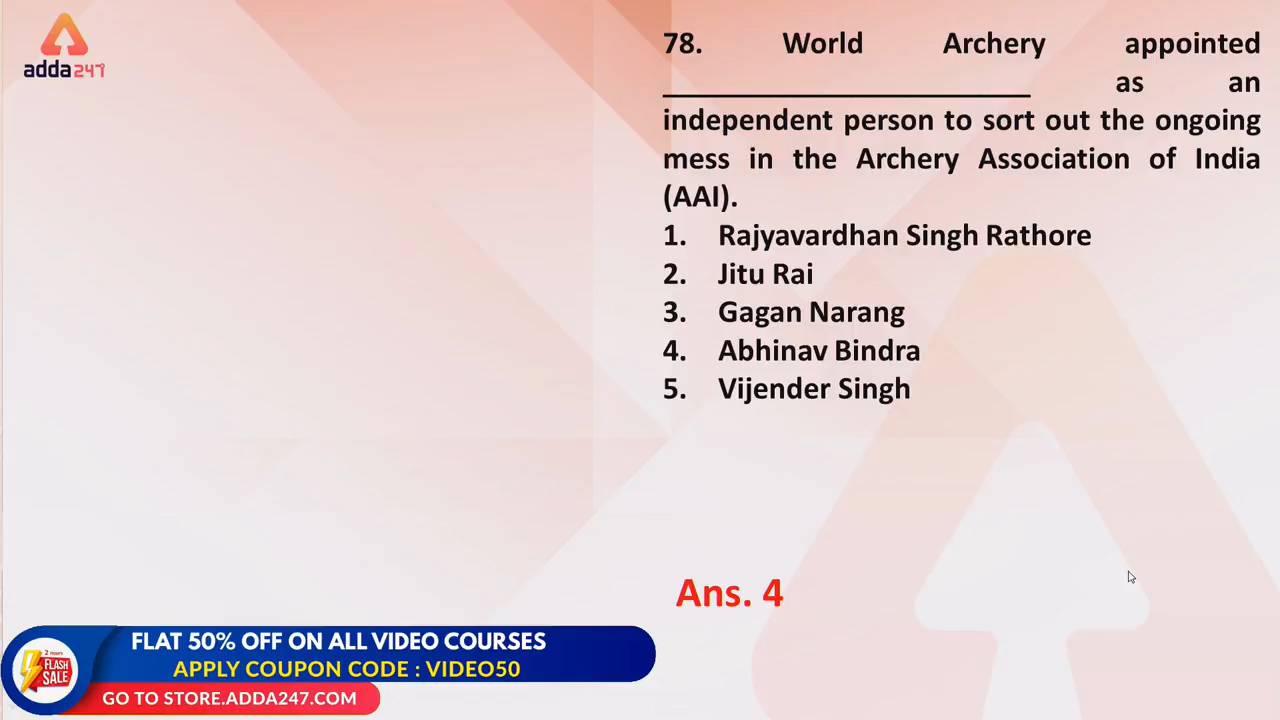 adda247
78. World Archery appointed
_______________________ as an
independent person to sort out the ongoing
mess in the Archery Association of India
(AAI).
1. Rajyavardhan Singh Rathore
2. Jitu Rai
3. Gagan Narang
4. Abhinav Bindra
5. Vijender Singh
Ans. 4
FLAT 50% OFF ON ALL VIDEO COURSES
APPLY COUPON CODE : VIDEO50
GO TO STORE.ADDA247.COM
2 Hours
FLASH
SALE